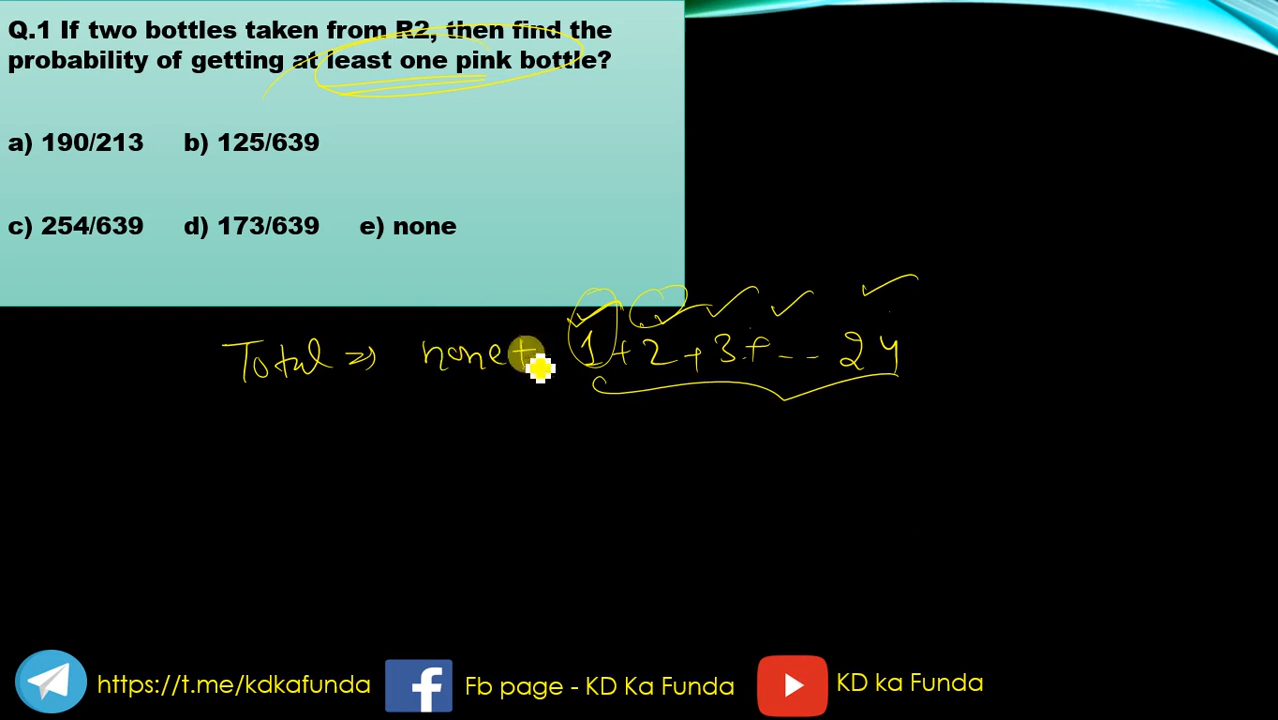 Q.1 If two bottles taken from R2, then find the
probability of getting at least one pink bottle?
a) 190/213 b) 125/639
c) 254/639 d) 173/639 e) none
Total ⇒ none + 1 + 2 + 3 + -- 24
https://t.me/kdkafunda Fb page - KD Ka Funda KD ka Funda